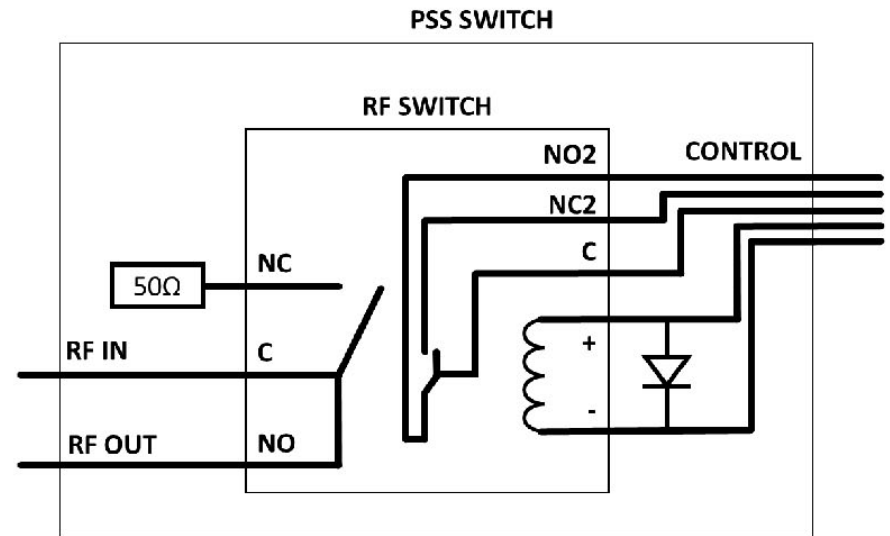 PSS SWITCH
RF SWITCH
NO2
CONTROL
NC2
C
NC
50Ω
RF IN
C
+
-
RF OUT
NO